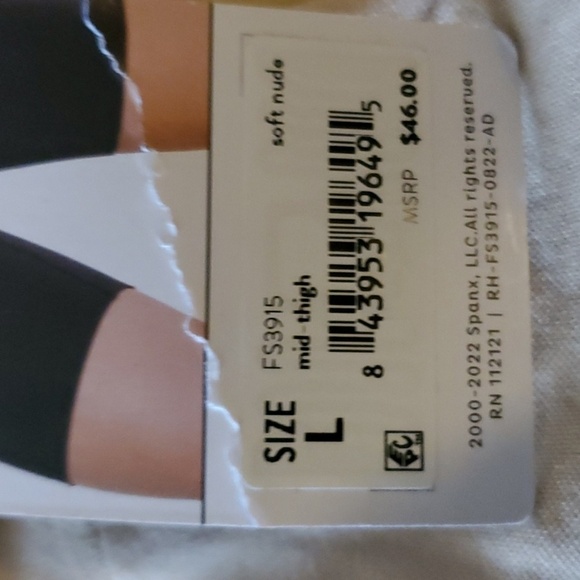 SIZE
L
FS3915
mid-thigh
soft nude
8 43953 19649 5
MSRP $46.00
EPC
2000-2022 Spanx, LLC.All rights reserved.
RN 112121 | RH-FS3915-0822-AD